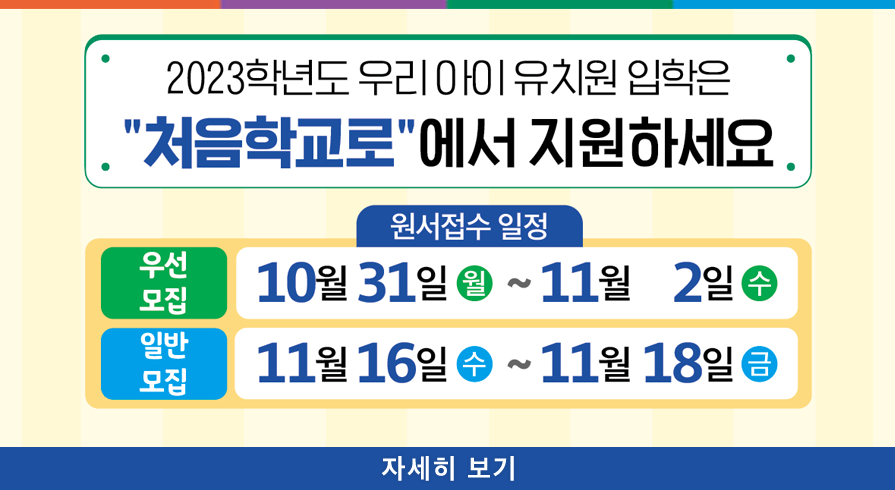 2023학년도 우리 아이 유치원 입학은
"처음학교로"에서 지원하세요
원서접수 일정
우선
모집
10월 31일 월 ~ 11월 2일 수
일반
모집
11월 16일 수 ~ 11월 18일 금
자세히 보기